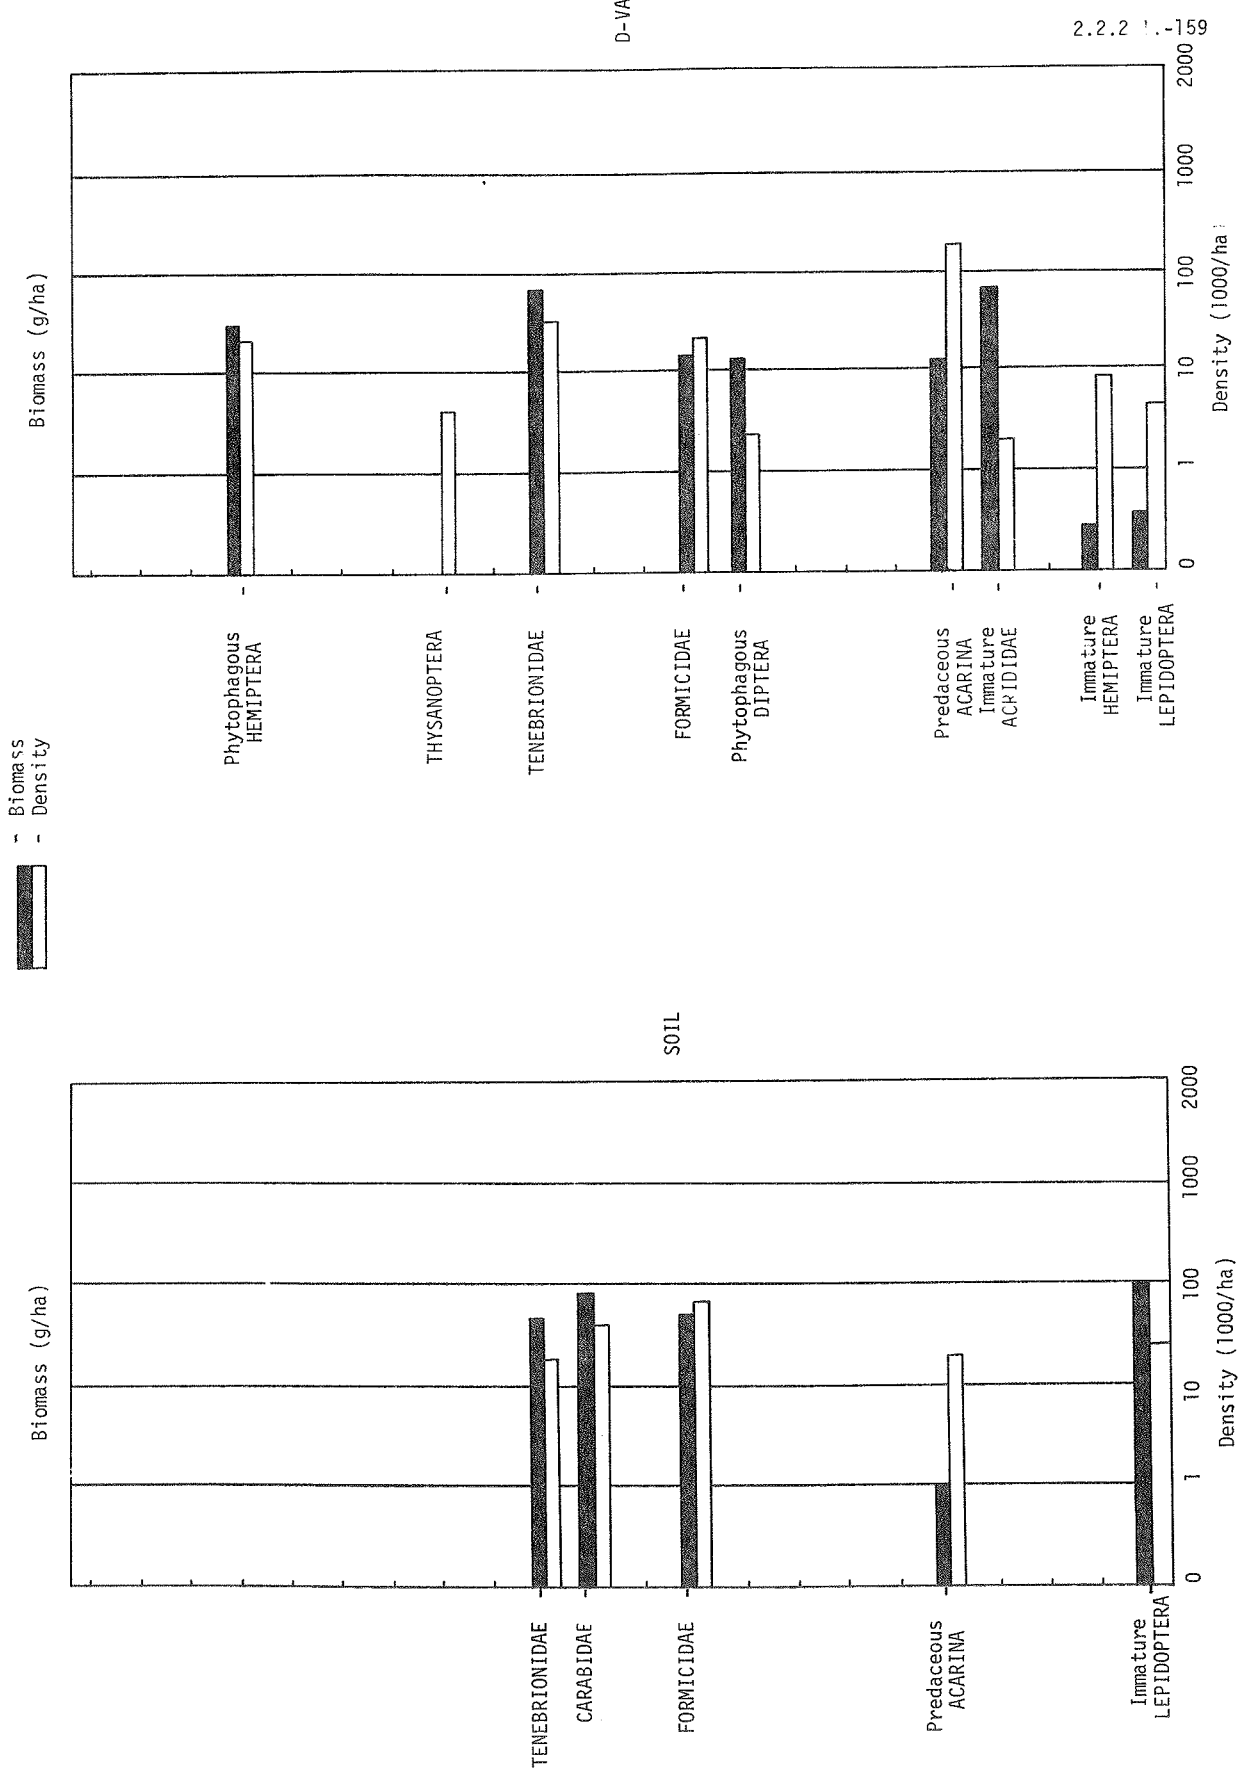 2.2.2 .-159
D-VA
Biomass (g/ha)
Phytophagous
HEMIPTERA
THYSANOPTERA
TENEBRIONIDAE
FORMICIDAE
Phytophagous
DIPTERA
Predaceous
ACARINA
Immature
ACRIDIDAE
Immature
HEMIPTERA
Immature
LEPIDOPTERA
0 1 10 100 1000 2000
Density (1000/ha
- Biomass
- Density
SOIL
Biomass (g/ha)
TENEBRIONIDAE
CARABIDAE
FORMICIDAE
Predaceous
ACARINA
Immature
LEPIDOPTERA
0 1 10 100 1000 2000
Density (1000/ha)